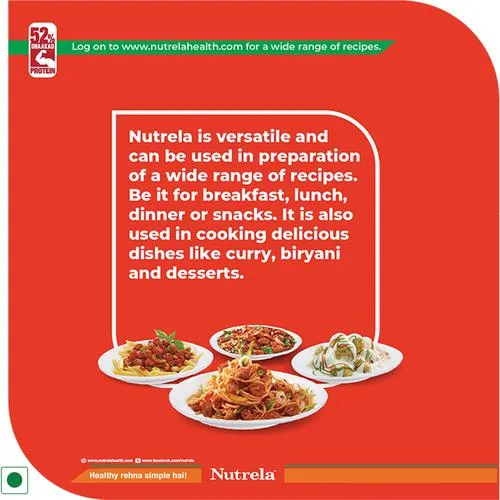 52%
DHAAKAD
PROTEIN
Log on to www.nutrelahealth.com for a wide range of recipes.
Nutrela is versatile and
can be used in preparation
of a wide range of recipes.
Be it for breakfast, lunch,
dinner or snacks. It is also
used in cooking delicious
dishes like curry, biryani
and desserts.
www.nutrelahealth.com www.facebook.com/nutrela
Healthy rehna simple hai! Nutrela